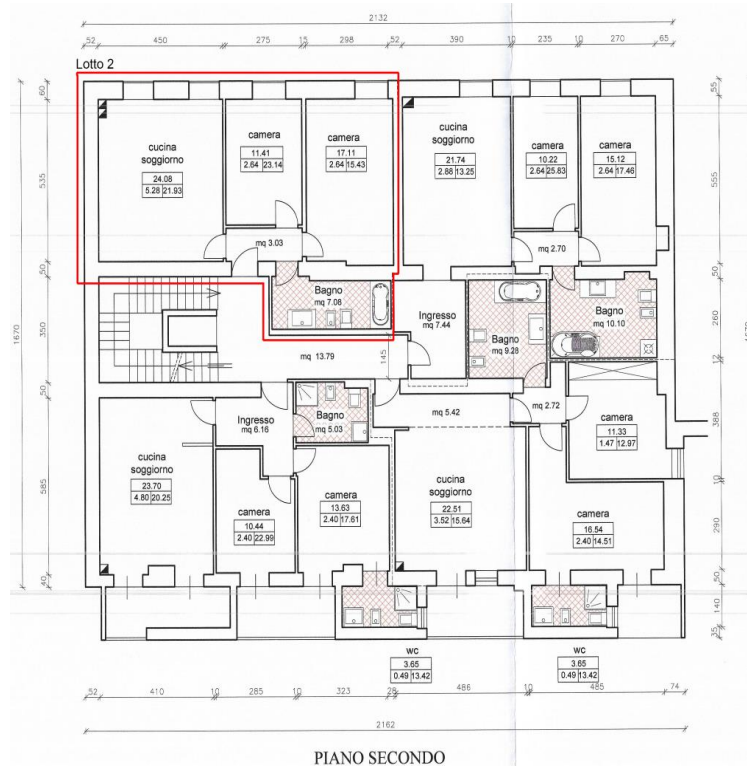 2132
52 450 275 15 298 52 390 10 235 10 270 65
Lotto 2
60
535
50
350
50
585
40
1670
55
555
50
260
12
388
10
290
50
140
35
cucina
soggiorno
24.08
5.28 21.93
camera
11.41
2.64 23.14
camera
17.11
2.64 15.43
cucina
soggiorno
21.74
2.88 13.25
camera
10.22
2.64 25.83
camera
15.12
2.64 17.46
mq 3.03
mq 2.70
Bagno
mq 7.08
Ingresso
mq 7.44
Bagno
mq 9.28
Bagno
mq 10.10
mq 13.79
145
Ingresso
mq 6.16
Bagno
mq 5.03
mq 5.42
mq 2.72
camera
11.33
1.47 12.97
cucina
soggiorno
23.70
4.80 20.25
camera
10.44
2.40 22.99
camera
13.63
2.40 17.61
cucina
soggiorno
22.51
3.52 15.64
camera
16.54
2.40 14.51
wc
3.65
0.49 13.42
wc
3.65
0.49 13.42
52 410 10 285 10 323 28 486 10 485 74
2162
PIANO SECONDO